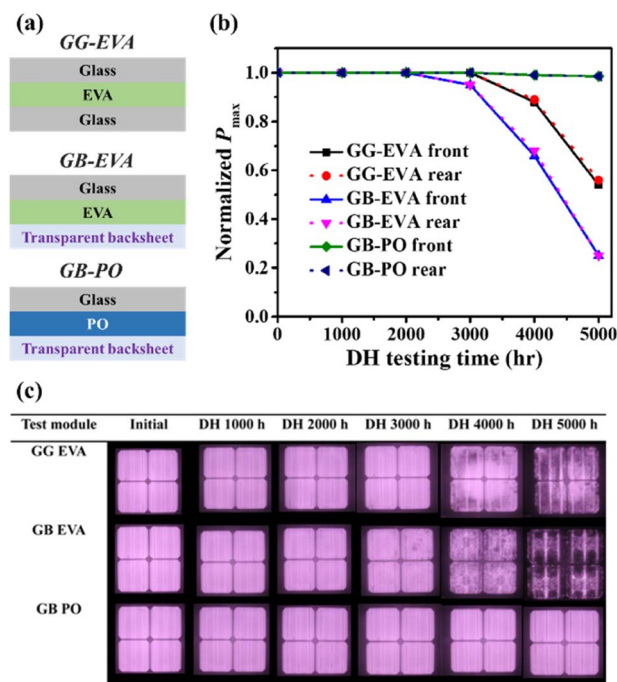 (a)
GG-EVA
Glass
EVA
Glass
GB-EVA
Glass
EVA
Transparent backsheet
GB-PO
Glass
PO
Transparent backsheet
(b)
Normalized Pmax
1.0
0.8
0.6
0.4
0.2
0 1000 2000 3000 4000 5000
DH testing time (hr)
GG-EVA front
GG-EVA rear
GB-EVA front
GB-EVA rear
GB-PO front
GB-PO rear
(c)
Test module Initial DH 1000 h DH 2000 h DH 3000 h DH 4000 h DH 5000 h
GG EVA
GB EVA
GB PO